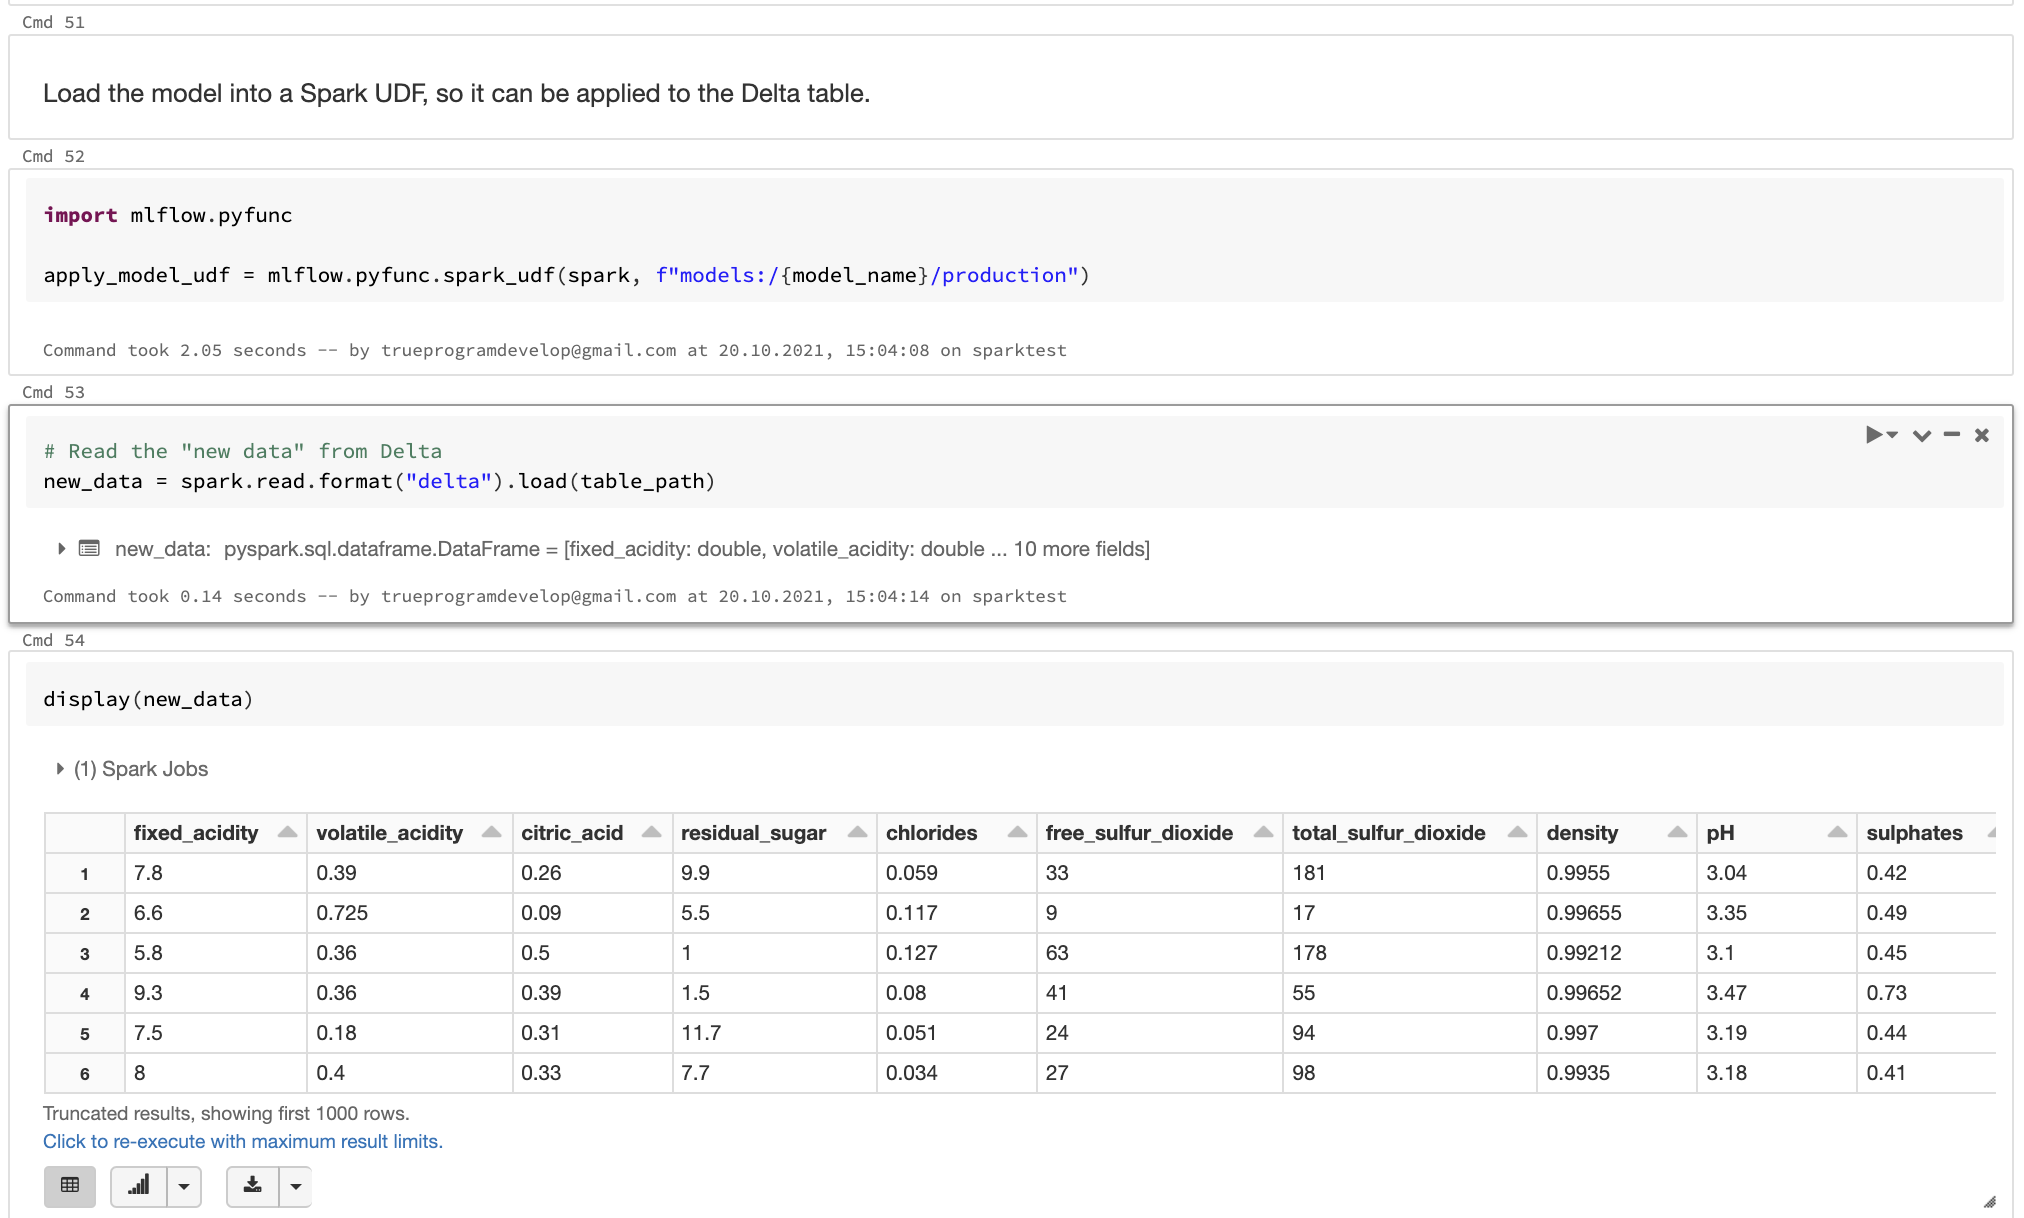 Cmd 51
Load the model into a Spark UDF, so it can be applied to the Delta table.
Cmd 52
import mlflow.pyfunc
apply_model_udf = mlflow.pyfunc.spark_udf(spark, f"models:/{model_name}/production")
Command took 2.05 seconds -- by trueprogramdevelop@gmail.com at 20.10.2021, 15:04:08 on sparktest
Cmd 53
# Read the "new data" from Delta
new_data = spark.read.format("delta").load(table_path)
new_data: pyspark.sql.dataframe.DataFrame = [fixed_acidity: double, volatile_acidity: double ... 10 more fields]
Command took 0.14 seconds -- by trueprogramdevelop@gmail.com at 20.10.2021, 15:04:14 on sparktest
Cmd 54
display(new_data)
(1) Spark Jobs
fixed_acidity volatile_acidity citric_acid residual_sugar chlorides free_sulfur_dioxide total_sulfur_dioxide density pH sulphates
1 7.8 0.39 0.26 9.9 0.059 33 181 0.9955 3.04 0.42
2 6.6 0.725 0.09 5.5 0.117 9 17 0.99655 3.35 0.49
3 5.8 0.36 0.5 1 0.127 63 178 0.99212 3.1 0.45
4 9.3 0.36 0.39 1.5 0.08 41 55 0.99652 3.47 0.73
5 7.5 0.18 0.31 11.7 0.051 24 94 0.997 3.19 0.44
6 8 0.4 0.33 7.7 0.034 27 98 0.9935 3.18 0.41
Truncated results, showing first 1000 rows.
Click to re-execute with maximum result limits.